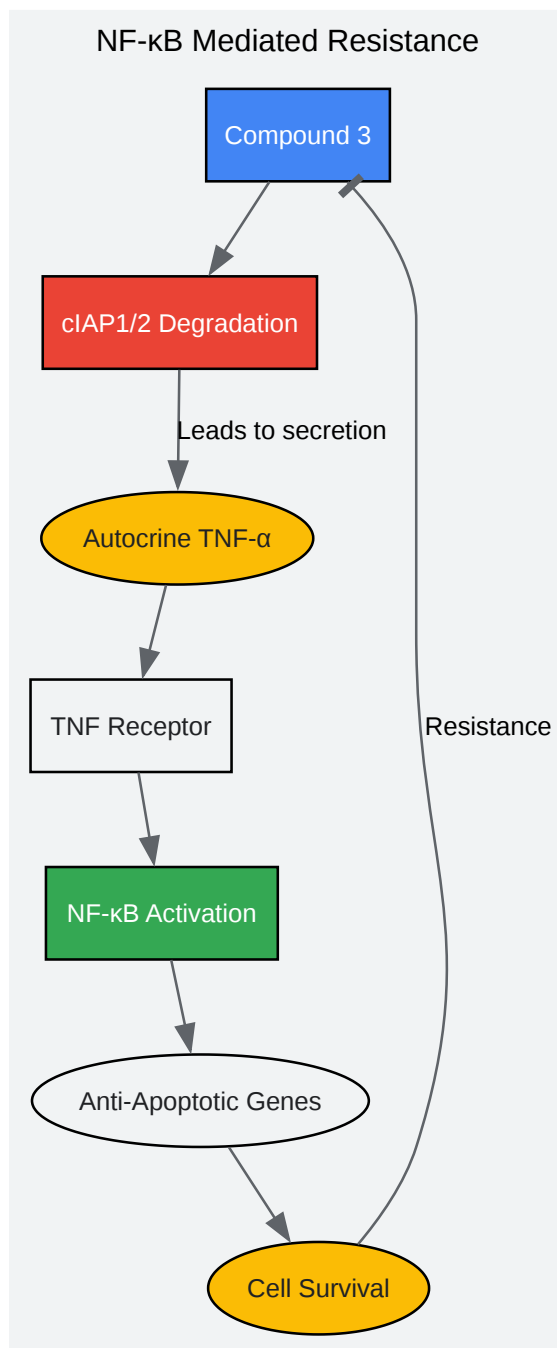 NF-κB Mediated Resistance
Compound 3
cIAP1/2 Degradation
Leads to secretion
Autocrine TNF-α
TNF Receptor
Resistance
NF-κB Activation
Anti-Apoptotic Genes
Cell Survival